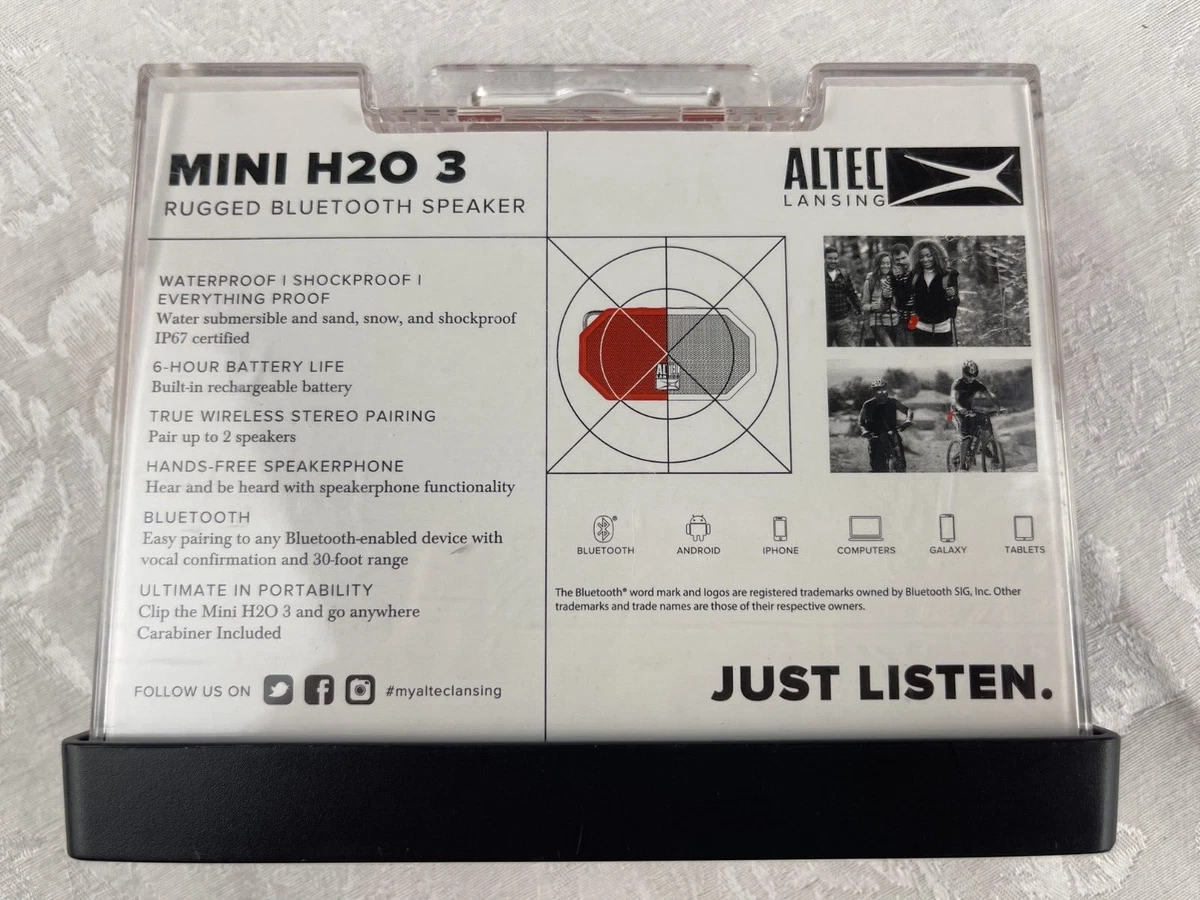 MINI H2O 3
RUGGED BLUETOOTH SPEAKER
WATERPROOF | SHOCKPROOF |
EVERYTHING PROOF
Water submersible and sand, snow, and shockproof
IP67 certified
6-HOUR BATTERY LIFE
Built-in rechargeable battery
TRUE WIRELESS STEREO PAIRING
Pair up to 2 speakers
HANDS-FREE SPEAKERPHONE
Hear and be heard with speakerphone functionality
BLUETOOTH
Easy pairing to any Bluetooth-enabled device with
vocal confirmation and 30-foot range
ULTIMATE IN PORTABILITY
Clip the Mini H2O 3 and go anywhere
Carabiner Included
FOLLOW US ON #myalteclansing
ALTEC
LANSING
ALTEC
LANSING
BLUETOOTH ANDROID IPHONE COMPUTERS GALAXY TABLETS
The Bluetooth® word mark and logos are registered trademarks owned by Bluetooth SIG, Inc. Other
trademarks and trade names are those of their respective owners.
JUST LISTEN.